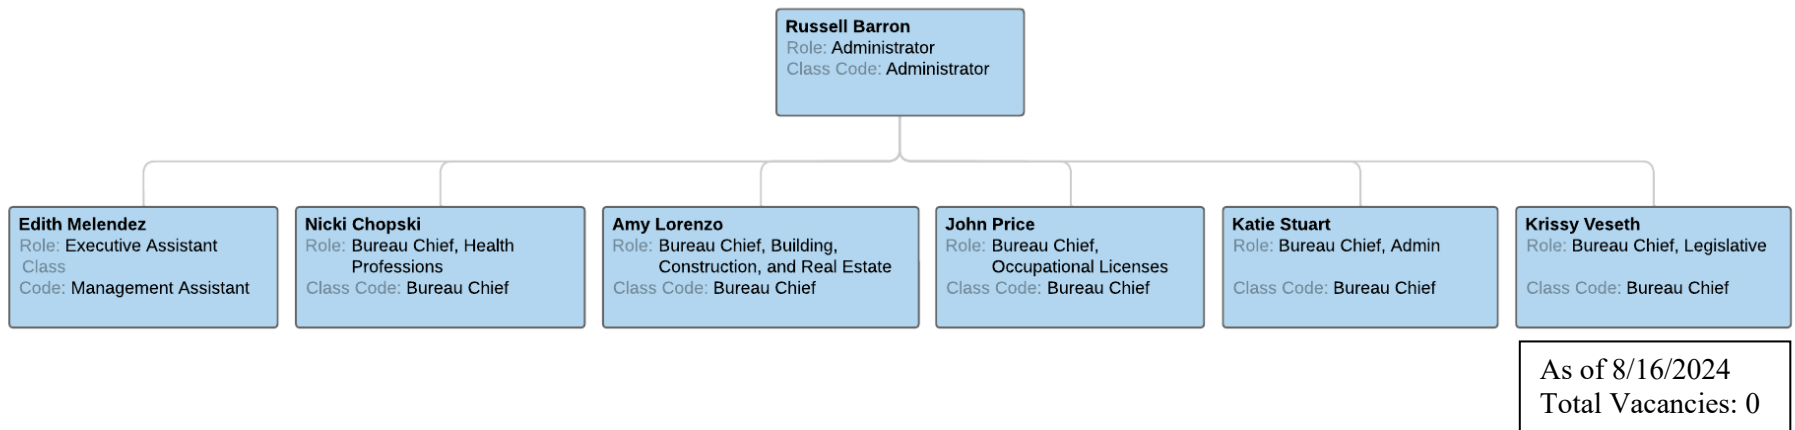 Russell Barron
Role: Administrator
Class Code: Administrator
Edith Melendez
Role: Executive Assistant
Class
Code: Management Assistant
Nicki Chopski
Role: Bureau Chief, Health
Professions
Class Code: Bureau Chief
Amy Lorenzo
Role: Bureau Chief, Building,
Construction, and Real Estate
Class Code: Bureau Chief
John Price
Role: Bureau Chief,
Occupational Licenses
Class Code: Bureau Chief
Katie Stuart
Role: Bureau Chief, Admin
Class Code: Bureau Chief
Krissy Veseth
Role: Bureau Chief, Legislative
Class Code: Bureau Chief
As of 8/16/2024
Total Vacancies: 0